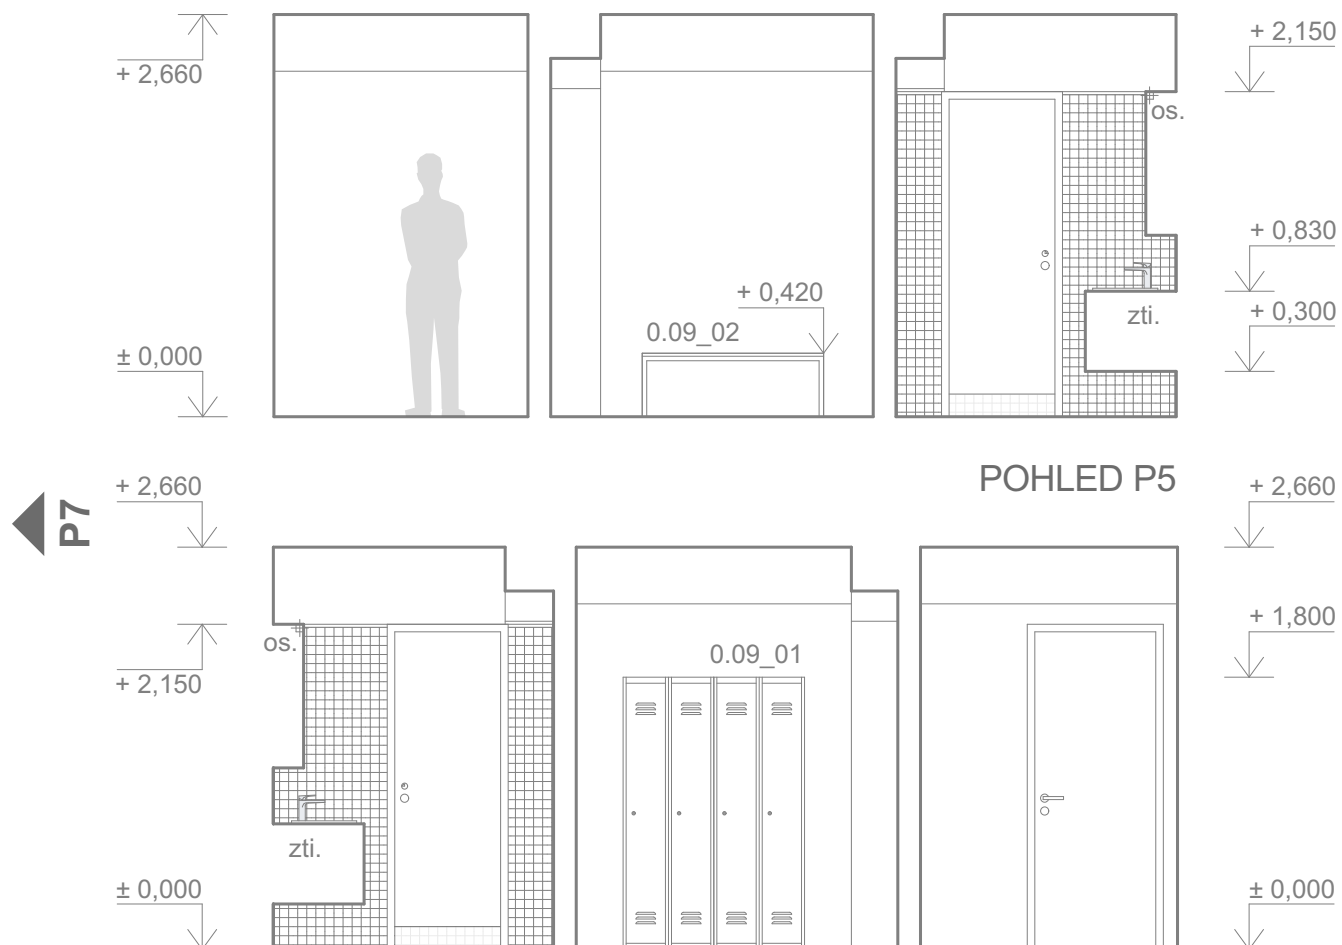 + 2,660
+ 2,150
os.
+ 0,830
+ 0,420
+ 0,300
zti.
0.09_02
± 0,000
POHLED P5
P7
+ 2,660
+ 2,660
+ 1,800
os.
0.09_01
+ 2,150
zti.
± 0,000
± 0,000